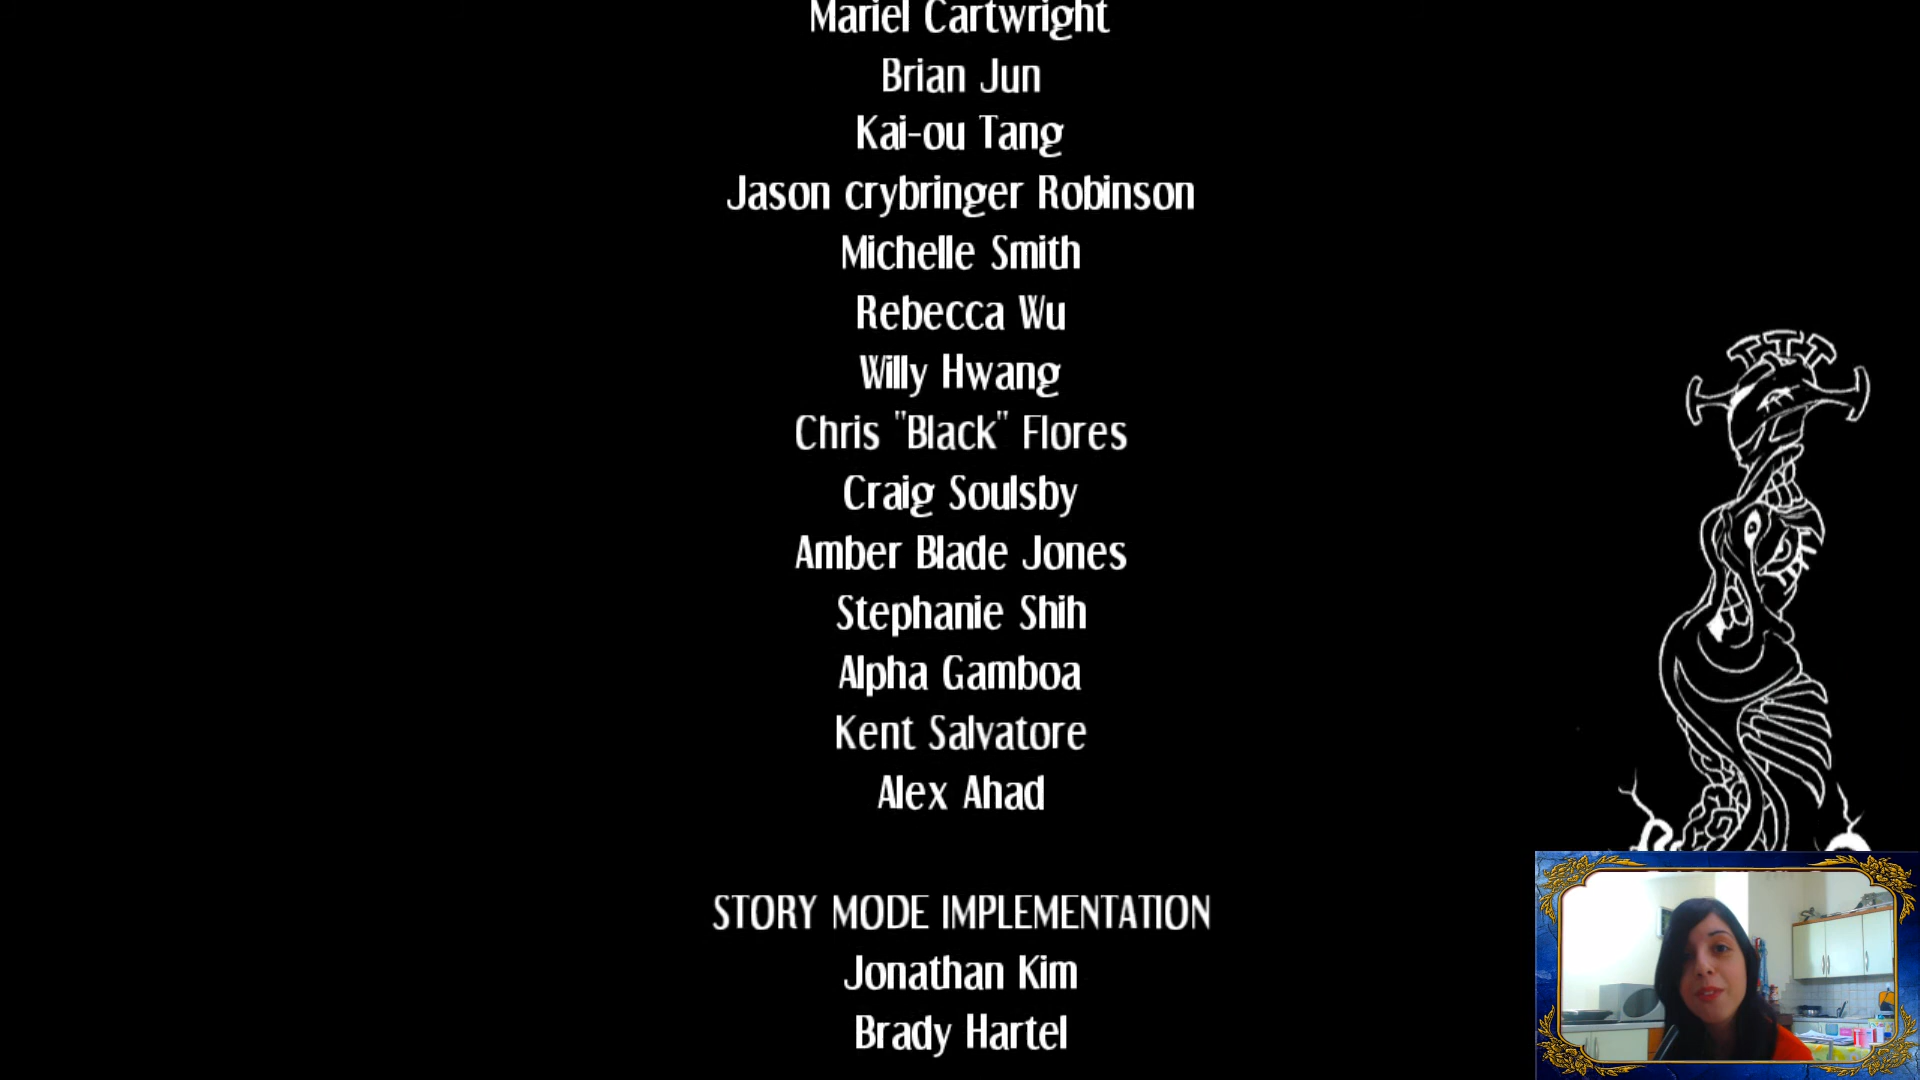 Mariel Cartwright
Brian Jun
Kai-ou Tang
Jason crybringer Robinson
Michelle Smith
Rebecca Wu
Willy Hwang
Chris "Black" Flores
Craig Soulsby
Amber Blade Jones
Stephanie Shih
Alpha Gamboa
Kent Salvatore
Alex Ahad
STORY MODE IMPLEMENTATION
Jonathan Kim
Brady Hartel